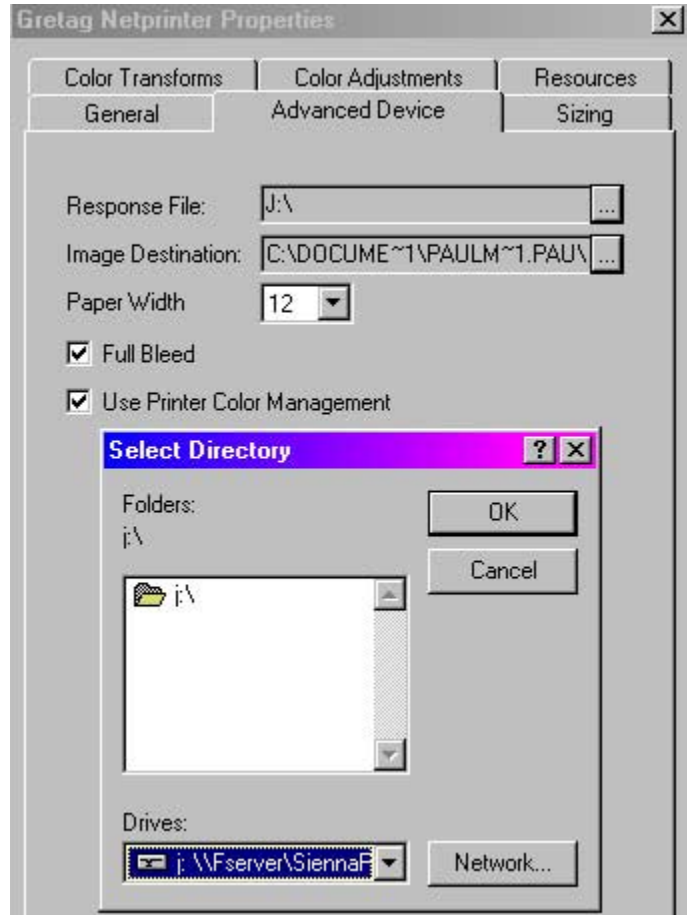 Gretag Netprinter Properties
Color Transforms Color Adjustments Resources
General Advanced Device Sizing
Response File: J:\ ...
Image Destination: C:\DOCUME~1\PAULM~1.PAU\ ...
Paper Width 12
Full Bleed
Use Printer Color Management
Select Directory ?
Folders:
j:\
OK
Cancel
j:\
Drives:
j: \\Fserver\SiennaP
Network...